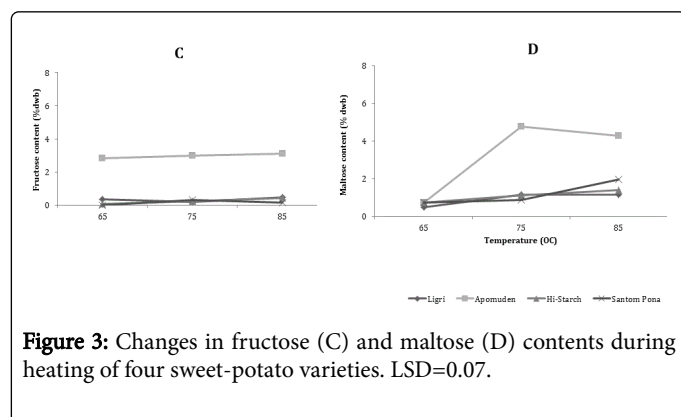 C
D
8
6
4
2
0
Fructose content (%dwb)
65
75
85
8
6
4
2
0
Maltose content (% dwb)
65
75
85
Temperature (0C)
Ligri
Apomuden
Hi-Starch
Santom Pona
Figure 3: Changes in fructose (C) and maltose (D) contents during
heating of four sweet-potato varieties. LSD=0.07.